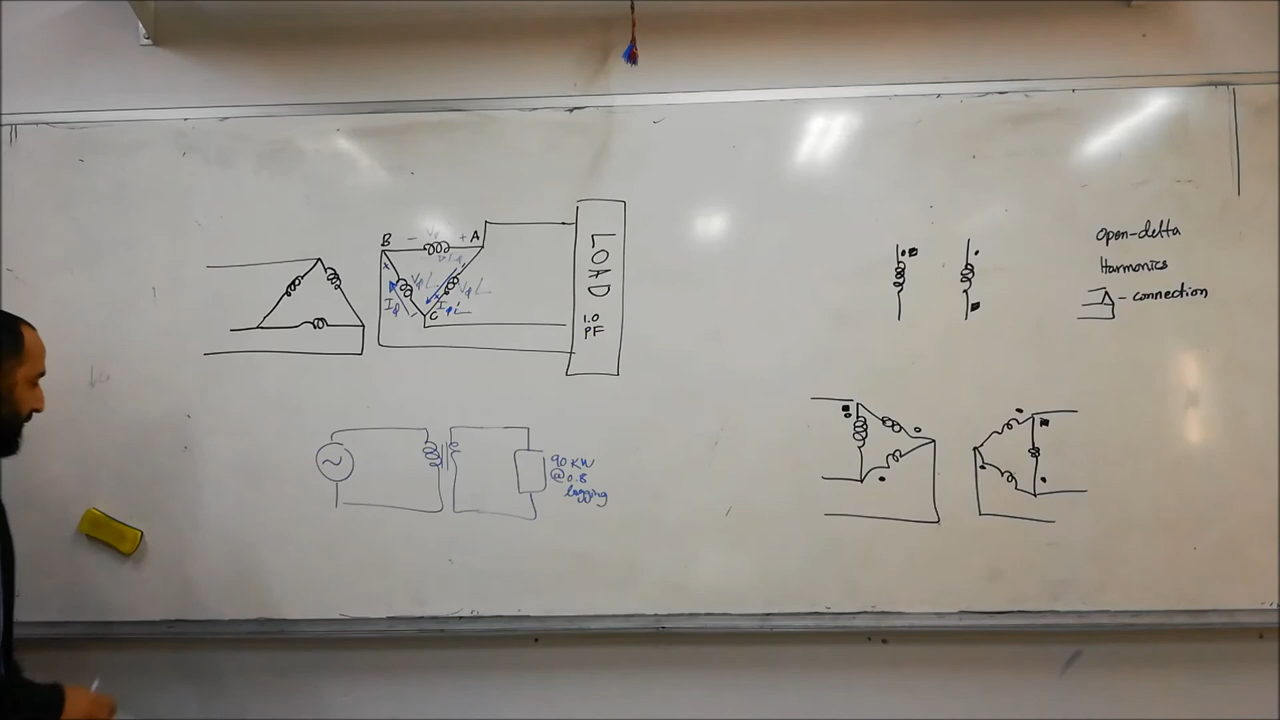 B
A
C
LOAD
1.0
PF
90 KW
@0.8
lagging
Open-delta
Harmonics
- connection